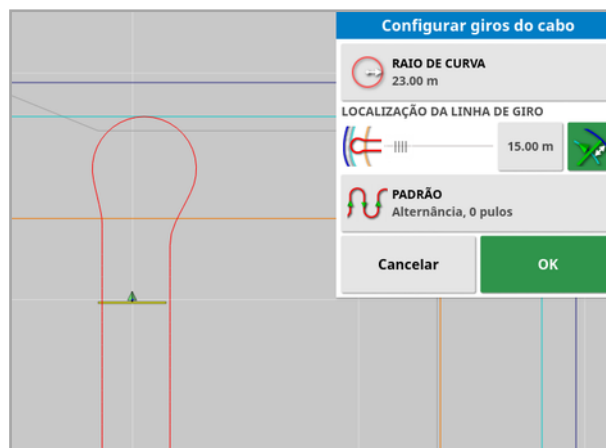 Configurar giros do cabo
RAIO DE CURVA
23.00 m
LOCALIZAÇÃO DA LINHA DE GIRO
15.00 m
PADRÃO
Alternância, 0 pulos
Cancelar
OK